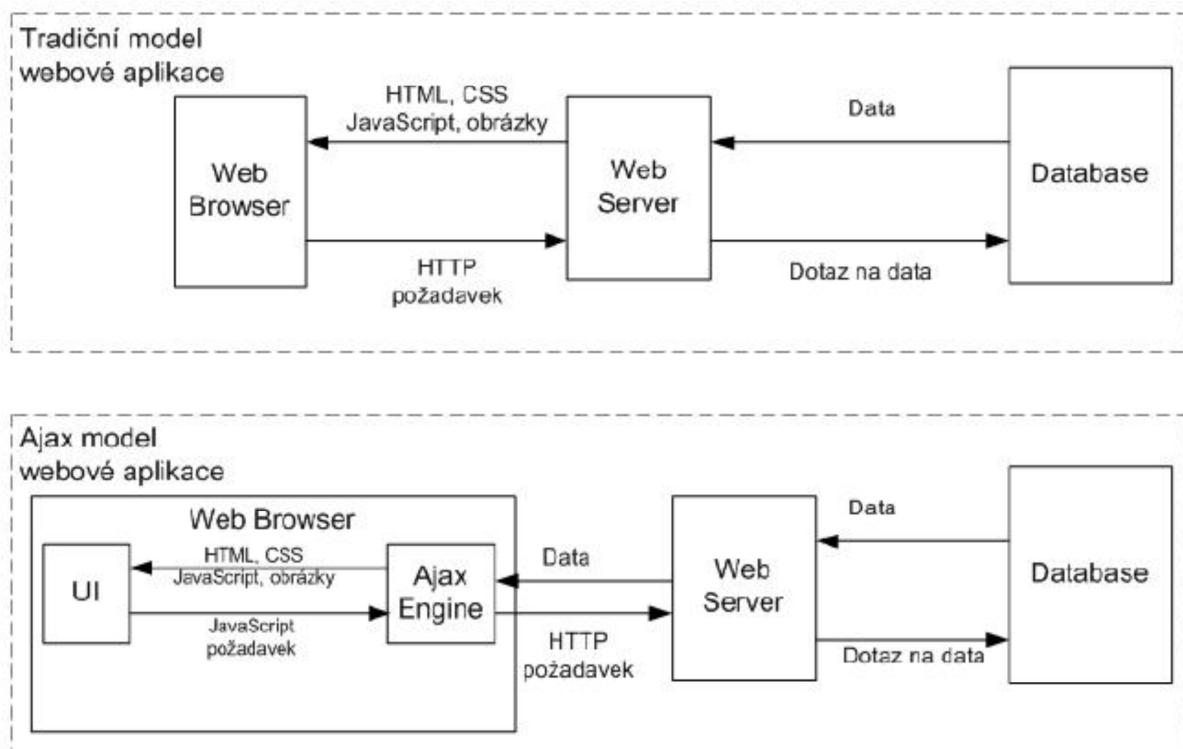 Tradiční model
webové aplikace
HTML, CSS
JavaScript, obrázky
Data
Web
Browser
Web
Server
Database
HTTP
požadavek
Dotaz na data
Ajax model
webové aplikace
Web Browser
HTML, CSS
JavaScript, obrázky
UI
Ajax
Engine
JavaScript
požadavek
Data
HTTP
požadavek
Web
Server
Data
Dotaz na data
Database